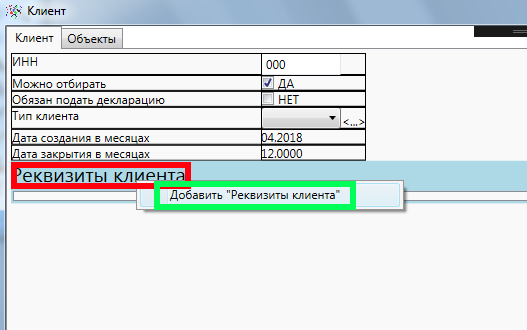 Клиент
Клиент Объекты
ИНН 000
Можно отбирать ДА
Обязан подать декларацию НЕТ
Тип клиента <...>
Дата создания в месяцах 04.2018
Дата закрытия в месяцах 12.0000
Реквизиты клиента
Добавить "Реквизиты клиента"